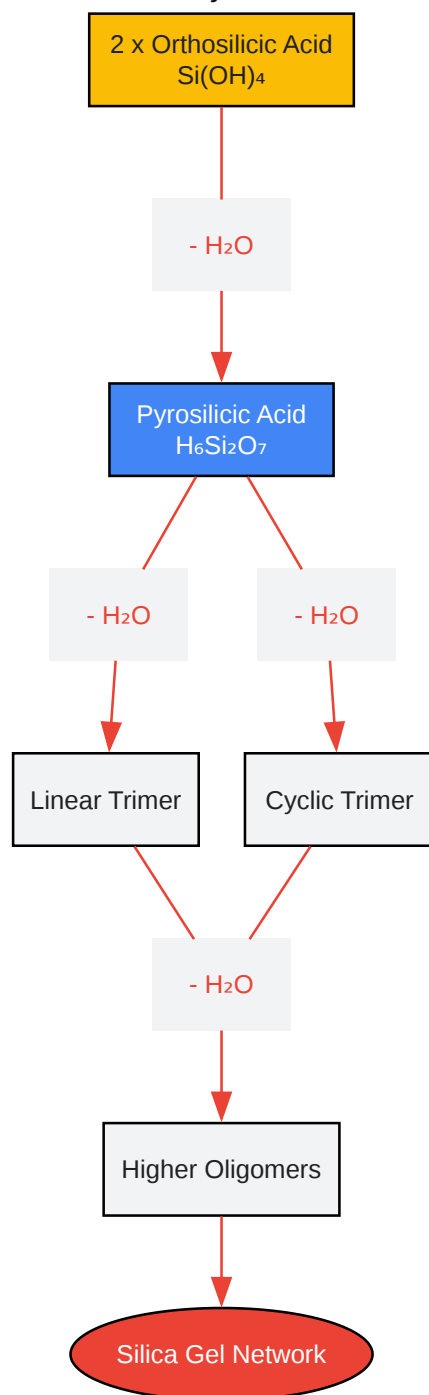 2 x Orthosilicic Acid
Si(OH)₄
- H₂O
Pyrosilicic Acid
H₆Si₂O₇
- H₂O
- H₂O
Linear Trimer
Cyclic Trimer
- H₂O
Higher Oligomers
Silica Gel Network